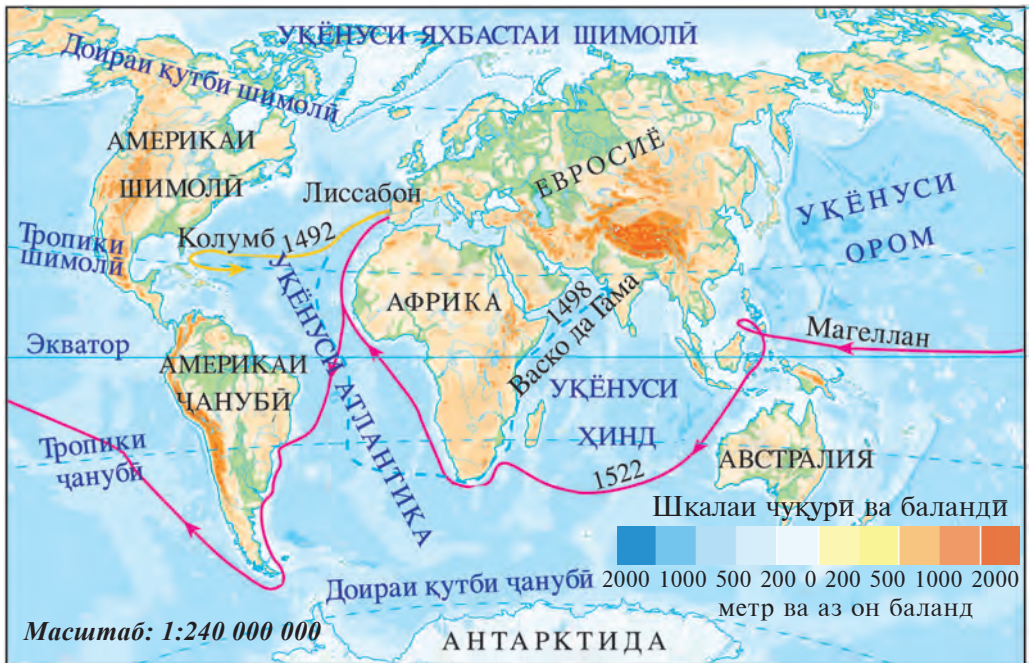 УҚЁНУСИ ЯХБАСТАИ ШИМОЛӢ
Доираи қутби шимолӣ
АМЕРИКАИ
ШИМОЛӢ
Лиссабон
ЕВРОСИЁ
УҚЁНУСИ
ОРОМ
Тропики
шимолӣ
Колумб
1492
АФРИКА
1498
Васко да Гама
Магеллан
Экватор
АМЕРИКАИ
ҶАНУБӢ
УҚЁНУСИ АТЛАНТИКА
УҚЁНУСИ
ҲИНД
Тропики
ҷанубӣ
1522
АВСТРАЛИЯ
Шкалаи чуқурӣ ва баландӣ
2000 1000 500 200 0 200 500 1000 2000
метр ва аз он баланд
Доираи қутби ҷанубӣ
Масштаб: 1:240 000 000
АНТАРКТИДА